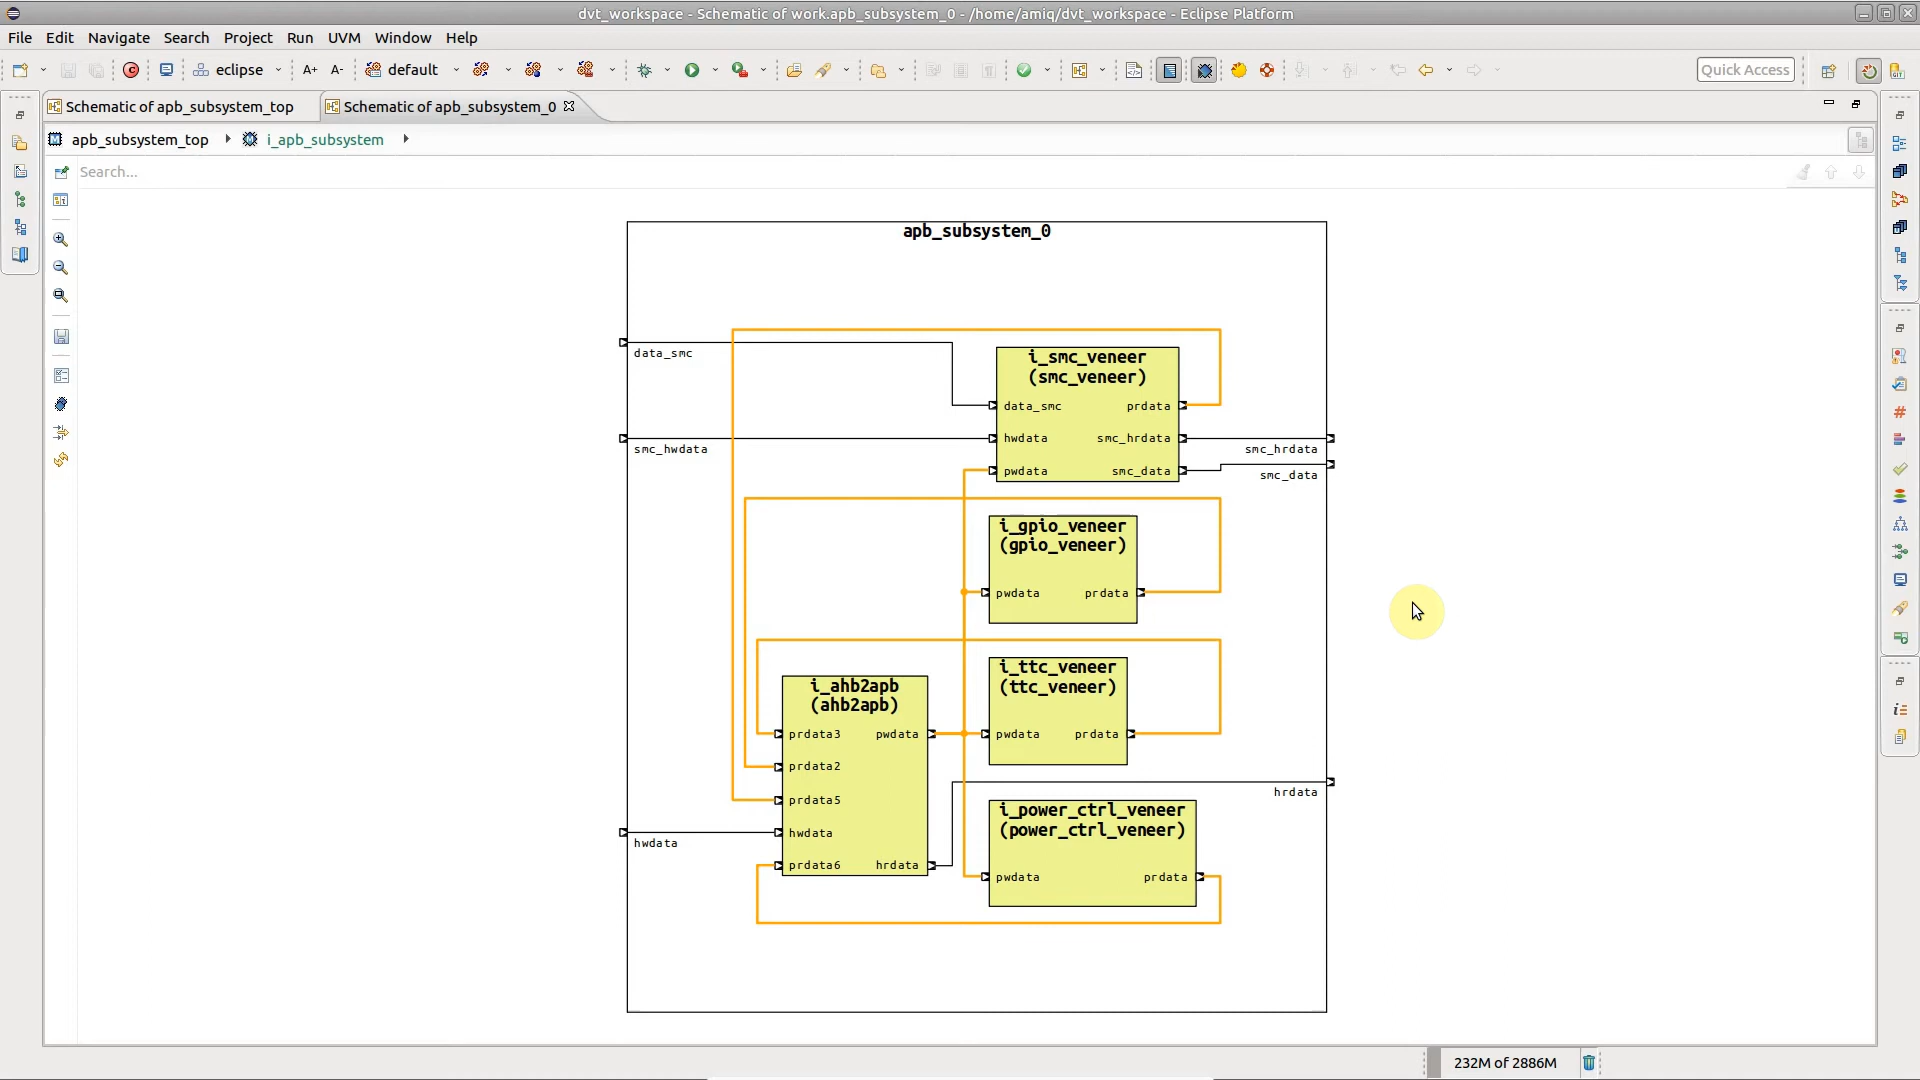 dvt_workspace - Schematic of work.apb_subsystem_0 - /home/amiq/dvt_workspace - Eclipse Platform
File Edit Navigate Search Project Run UVM Window Help
eclipse A+ A- default Quick Access
Schematic of apb_subsystem_top Schematic of apb_subsystem_0
apb_subsystem_top i_apb_subsystem
Search...
apb_subsystem_0
data_smc
i_smc_veneer
(smc_veneer)
data_smc prdata
hwdata smc_hrdata
pwdata smc_data
smc_hwdata
smc_hrdata
smc_data
i_gpio_veneer
(gpio_veneer)
pwdata prdata
i_ttc_veneer
(ttc_veneer)
pwdata prdata
i_ahb2apb
(ahb2apb)
prdata3 pwdata
prdata2
prdata5
hwdata
prdata6 hrdata
hwdata
hrdata
i_power_ctrl_veneer
(power_ctrl_veneer)
pwdata prdata
232M of 2886M